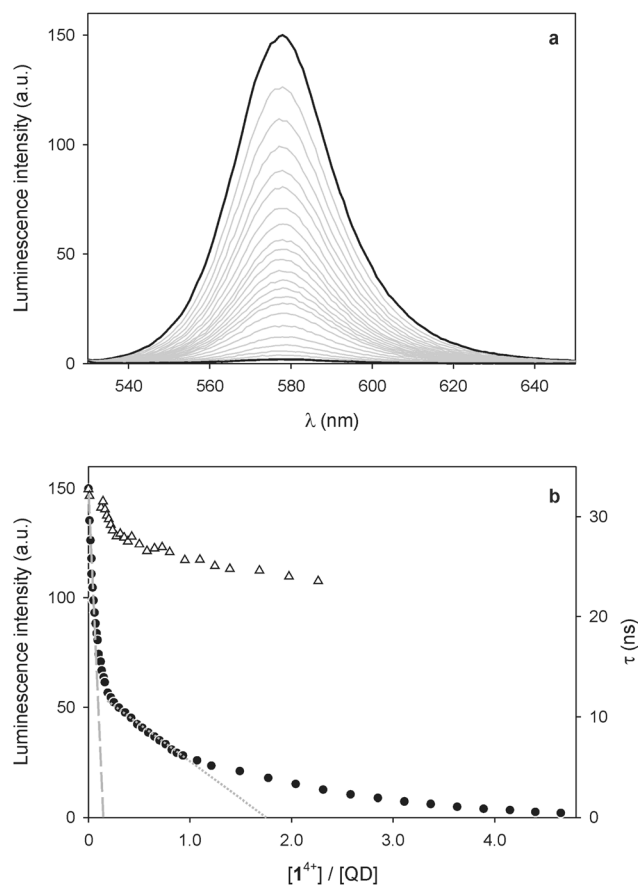 a
150
100
50
0
Luminescence intensity (a.u.)
540 560 580 600 620 640
λ (nm)
b
150
100
50
0
Luminescence intensity (a.u.)
30
20
10
0
τ (ns)
0 1.0 2.0 3.0 4.0
[1⁴⁺] / [QD]